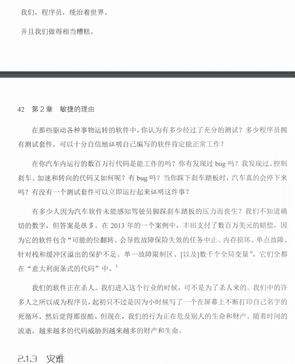 我们，程序员，统治着世界。
并且我们做得相当糟糕。
42 第 2 章 敏捷的理由
在那些驱动各种事物运转的软件中，你认为有多少经过了充分的测试？多少程序员拥
有测试套件，可以十分自信地证明自己编写的软件肯定能正常工作？
在你汽车内运行的数百万行代码是能工作的吗？你有发现过 bug 吗？我发现过。控制
刹车、加速和转向的代码又如何呢？有 bug 吗？当你踩下刹车踏板时，汽车真的会停下来
吗？有没有一个测试套件可以立即运行起来证明这件事？
有多少人因为汽车软件未能感知驾驶员脚踩刹车踏板的压力而丧生？我们不知道确
切的数字，但答案是很多。在 2013 年的一个案例中，丰田支付了数百万美元的赔偿，因
为它的软件包含“可能的位翻转、会导致故障保险失效的任务中止、内存损坏、单点故障、
针对栈和缓冲区溢出的保护不足、单一故障限制区、[以及]数千个全局变量”。它们全都
在“意大利面条式的代码”中。¹
我们的软件正在杀人。我们进入这个行业的时候，可不是为了杀人来的。我们中的许
多人之所以成为程序员，起初只不过是因为小时候写了一个在屏幕上不断打印自己名字的
死循环，然后觉得那很酷。但现在，我们的行为正在危及别人的生命和财产。随着时间的
流逝，越来越多的代码威胁到越来越多的财产和生命。
2.1.3 灾难